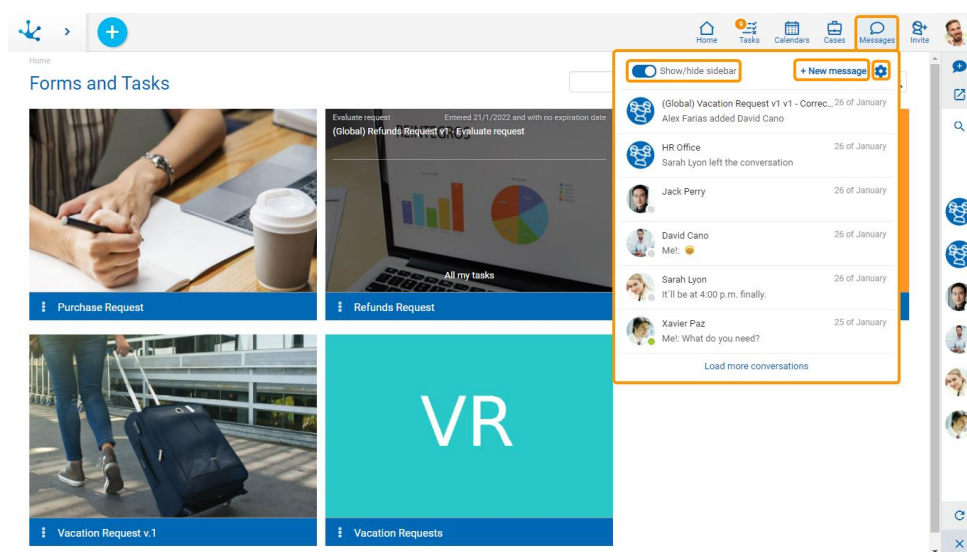 9
Home
Tasks
Calendars
Cases
Messages
Invite
Home
Forms and Tasks
Show/hide sidebar
+ New message
(Global) Vacation Request v1 v1 - Correc... 26 of January
Alex Farias added David Cano
HR Office 26 of January
Sarah Lyon left the conversation
Jack Perry 26 of January
David Cano 26 of January
Me!: 😀
Sarah Lyon 26 of January
It´ll be at 4:00 p.m. finally.
Xavier Paz 25 of January
Me!: What do you need?
Load more conversations
Evaluate request Entered 21/1/2022 and with no expiration date
(Global) Refunds Request v1 - Evaluate request
REINTEGROS
All my tasks
Purchase Request
Refunds Request
VR
Vacation Request v.1
Vacation Requests